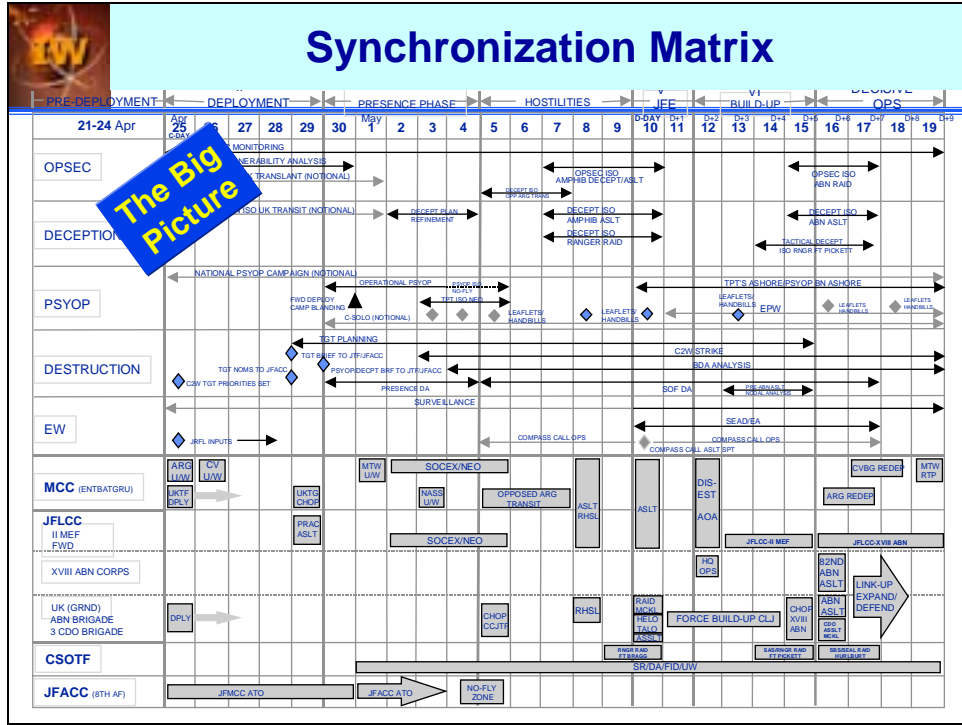 IW
Synchronization Matrix
PRE-DEPLOYMENT
DEPLOYMENT
PRESENCE PHASE
HOSTILITIES
V
JFE
VI
BUILD-UP
DECISIVE
OPS
21-24 Apr
Apr
25
C-DAY
27
28
29
30
May
1
2
3
4
5
6
7
8
9
D-DAY
10
D+1
11
D+2
12
D+3
13
D+4
14
D+5
15
D+6
16
D+7
17
D+8
18
D+9
19
The Big
Picture
OPSEC
MONITORING
TRANSLANT (NOTIONAL)
OPSEC ISO
AMPHIB DECEPT/ASLT
DECEPT ISO
OPP ARG TRANS
OPSEC ISO
ABN RAID
DECEPTION
ISO UK TRANSIT (NOTIONAL)
DECEPT PLAN
REFINEMENT
DECEPT ISO
AMPHIB ASLT
DECEPT ISO
RANGER RAID
DECEPT ISO
ABN ASLT
TACTICAL DECEPT
ISO RNGR FT PICKETT
PSYOP
NATIONAL PSYOP CAMPAIGN (NOTIONAL)
OPERATIONAL PSYOP
PSYOP ISO
NO-FLY
TPT ISO NEO
FWD DEPLOY
CAMP BLANDING
C-SOLO (NOTIONAL)
LEAFLETS/
HANDBILLS
LEAFLETS/
HANDBILLS
TPT'S ASHORE/PSYOP BN ASHORE
LEAFLETS/
HANDBILLS
EPW
LEAFLETS
HANDBILLS
LEAFLETS
HANDBILLS
DESTRUCTION
TGT PLANNING
TGT BRIEF TO JTF/JFACC
TGT NOMS TO JFACC
PSYOP/DECPT BRF TO JTF/JFACC
C2W TGT PRIORITIES SET
PRESENCE DA
C2W STRIKE
BDA ANALYSIS
SOF DA
PRE-ABN ASLT
NODAL ANALYSIS
EW
SURVEILLANCE
JRFL INPUTS
SEAD/EA
COMPASS CALL OPS
COMPASS CALL OPS
COMPASS CALL ASLT SPT
MCC (ENTBATGRU)
ARG
U/W
CV
U/W
UKTF
DPLY
UKTG
CHOP
MTW
U/W
SOCEX/NEO
NASS
U/W
OPPOSED ARG
TRANSIT
ASLT
RHSL
ASLT
DIS-
EST
AOA
CVBG REDEP
MTW
RTP
ARG REDEP
JFLCC
II MEF
FWD
PRAC
ASLT
SOCEX/NEO
JFLCC-II MEF
JFLCC-XVIII ABN
XVIII ABN CORPS
HQ
OPS
82ND
ABN
ASLT
LINK-UP
EXPAND/
DEFEND
UK (GRND)
ABN BRIGADE
3 CDO BRIGADE
DPLY
CHOP
CCJTF
RHSL
RAID
MCKL
HELO
TALO
ASSLT
FORCE BUILD-UP CLJ
CHOP
XVIII
ABN
ABN
ASLT
CDO
ASSLT
MCKL
CSOTF
RNGR RAID
FT BRAGG
SAS/RNGR RAID
FT PICKETT
SBS/SEAL RAID
HURLBURT
SR/DA/FID/UW
JFACC (8TH AF)
JFMCC ATO
JFACC ATO
NO-FLY
ZONE